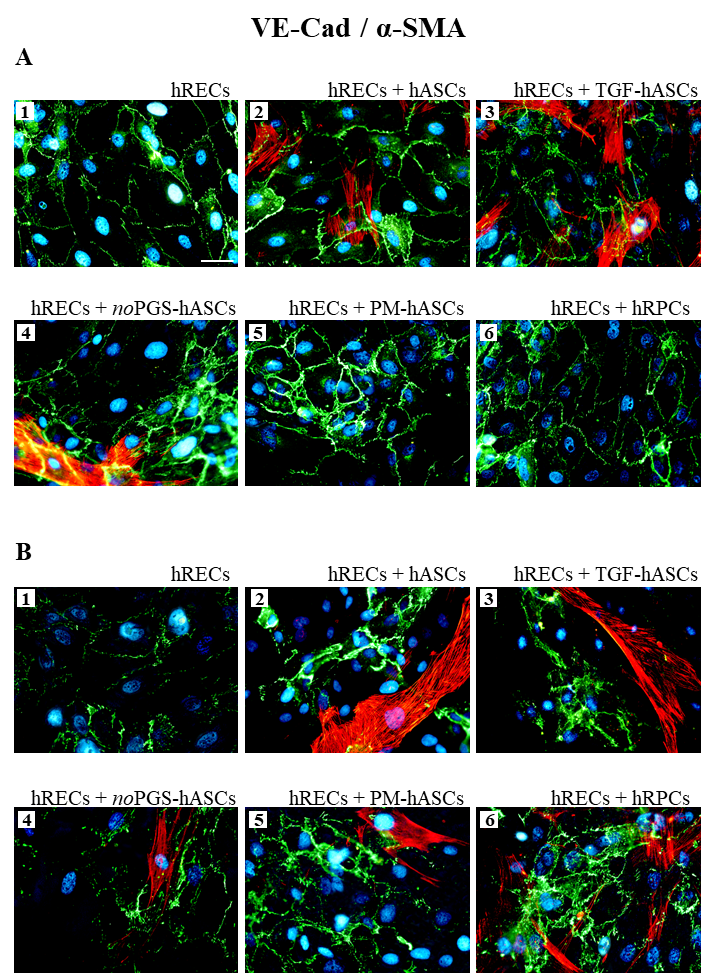 VE-Cad / α-SMA
A
hRECs
hRECs + hASCs
hRECs + TGF-hASCs
1
2
3
hRECs + noPGS-hASCs
hRECs + PM-hASCs
hRECs + hRPCs
4
5
6
B
hRECs
hRECs + hASCs
hRECs + TGF-hASCs
1
2
3
hRECs + noPGS-hASCs
hRECs + PM-hASCs
hRECs + hRPCs
4
5
6